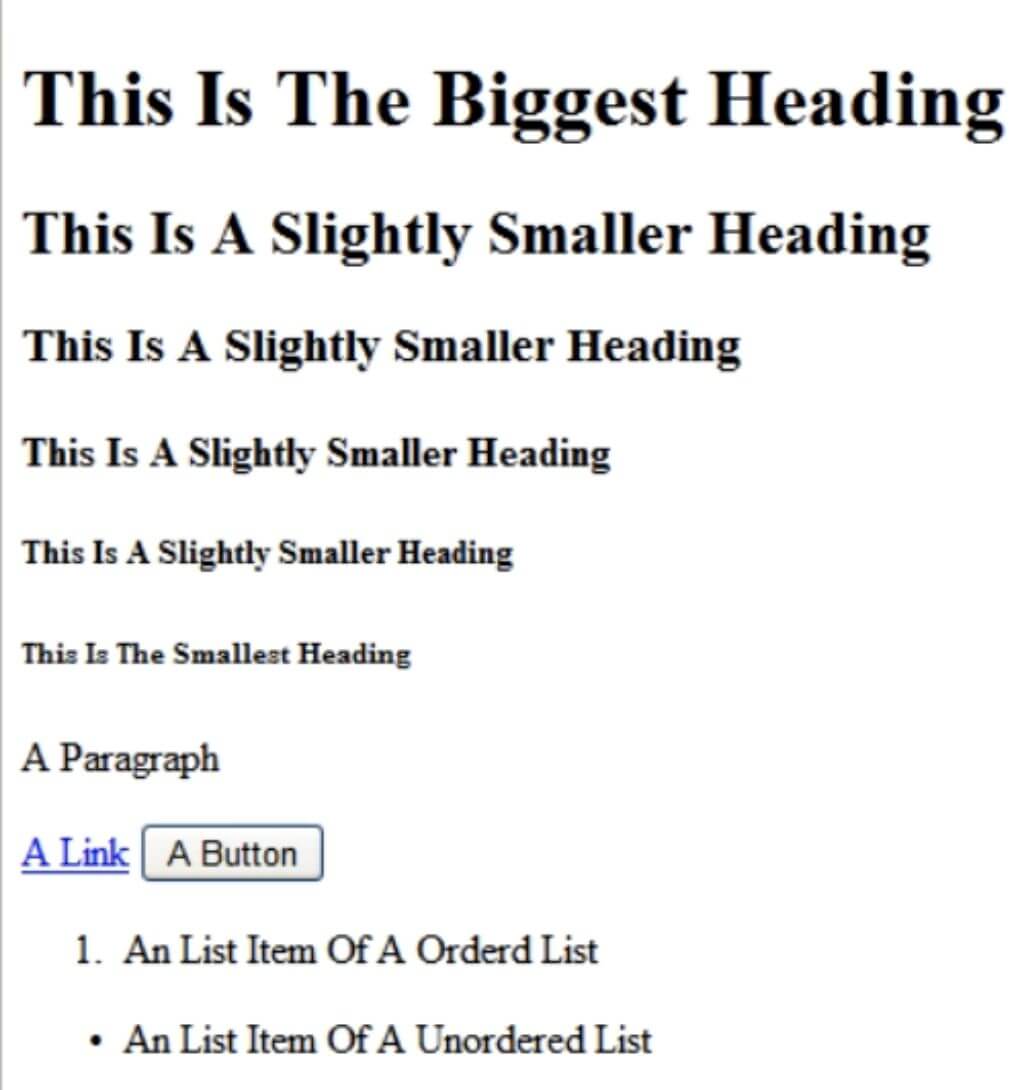 This Is The Biggest Heading
This Is A Slightly Smaller Heading
This Is A Slightly Smaller Heading
This Is A Slightly Smaller Heading
This Is A Slightly Smaller Heading
This Is The Smallest Heading
A Paragraph
A Link A Button
1. An List Item Of A Orderd List
• An List Item Of A Unordered List